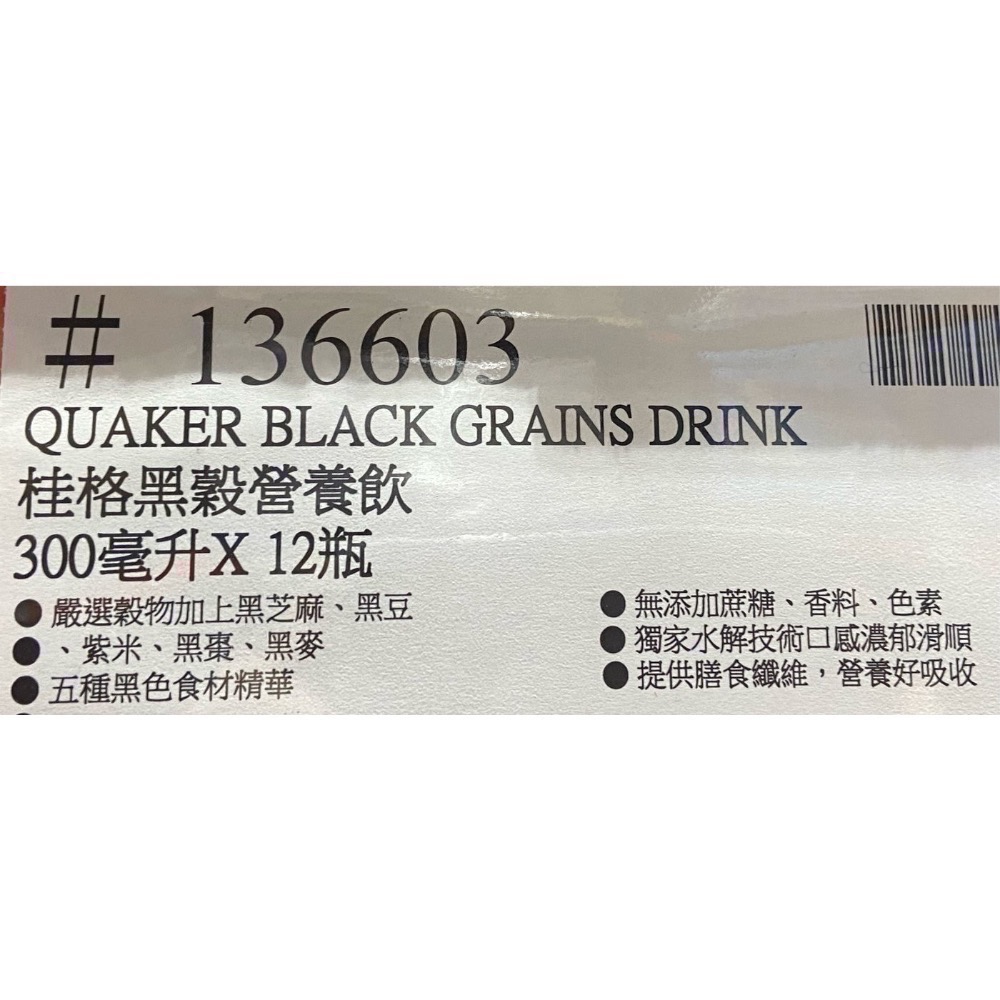 # 136603
QUAKER BLACK GRAINS DRINK
桂格黑穀營養飲
300毫升X 12瓶
● 嚴選穀物加上黑芝麻、黑豆
● 、紫米、黑棗、黑麥
● 五種黑色食材精華
● 無添加蔗糖、香料、色素
● 獨家水解技術口感濃郁滑順
● 提供膳食纖維，營養好吸收